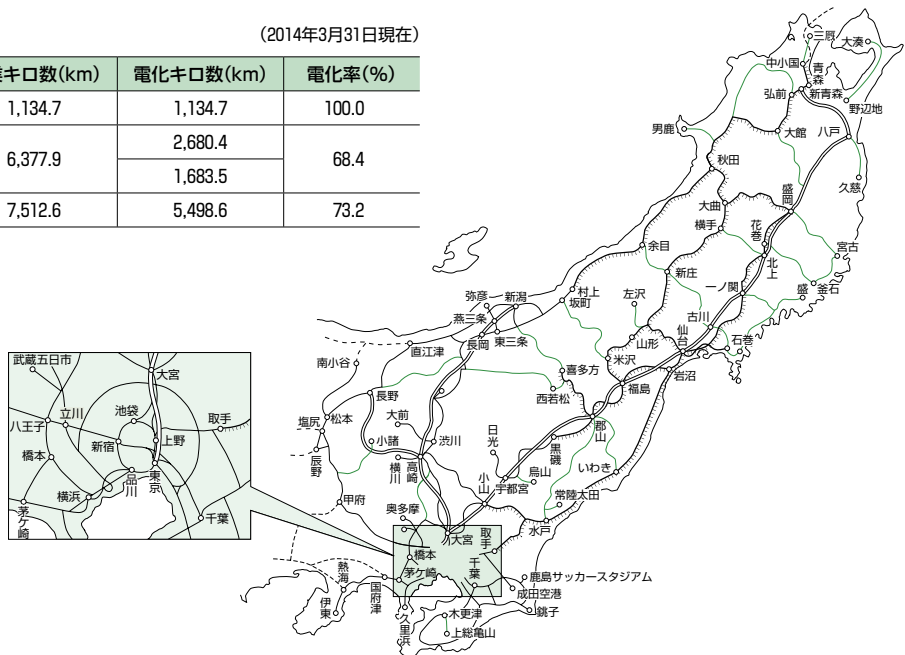 （2014年3月31日現在）
キロ数(km) 電化キロ数(km) 電化率(%)
1,134.7 1,134.7 100.0
6,377.9 2,680.4 68.4
1,683.5
7,512.6 5,498.6 73.2
三厩
大湊
中小国
青森
新青森
弘前
野辺地
男鹿
大館
八戸
秋田
久慈
盛岡
大曲
横手
花巻
宮古
北上
余目
新庄
釜石
盛
一ノ関
村上
坂町
左沢
古川
弥彦
新潟
燕三条
東三条
仙台
石巻
山形
米沢
岩沼
長岡
直江津
南小谷
喜多方
西若松
福島
長野
塩尻
松本
大前
日光
郡山
黒磯
小諸
渋川
いわき
辰野
横川
高崎
小山
宇都宮
烏山
常陸太田
甲府
奥多摩
水戸
大宮
取手
橋本
千葉
茅ケ崎
熱海
国府津
鹿島サッカースタジアム
成田空港
伊東
久里浜
木更津
銚子
上総亀山
武蔵五日市
大宮
池袋
立川
八王子
取手
新宿
上野
橋本
品川
東京
横浜
茅ケ崎
千葉